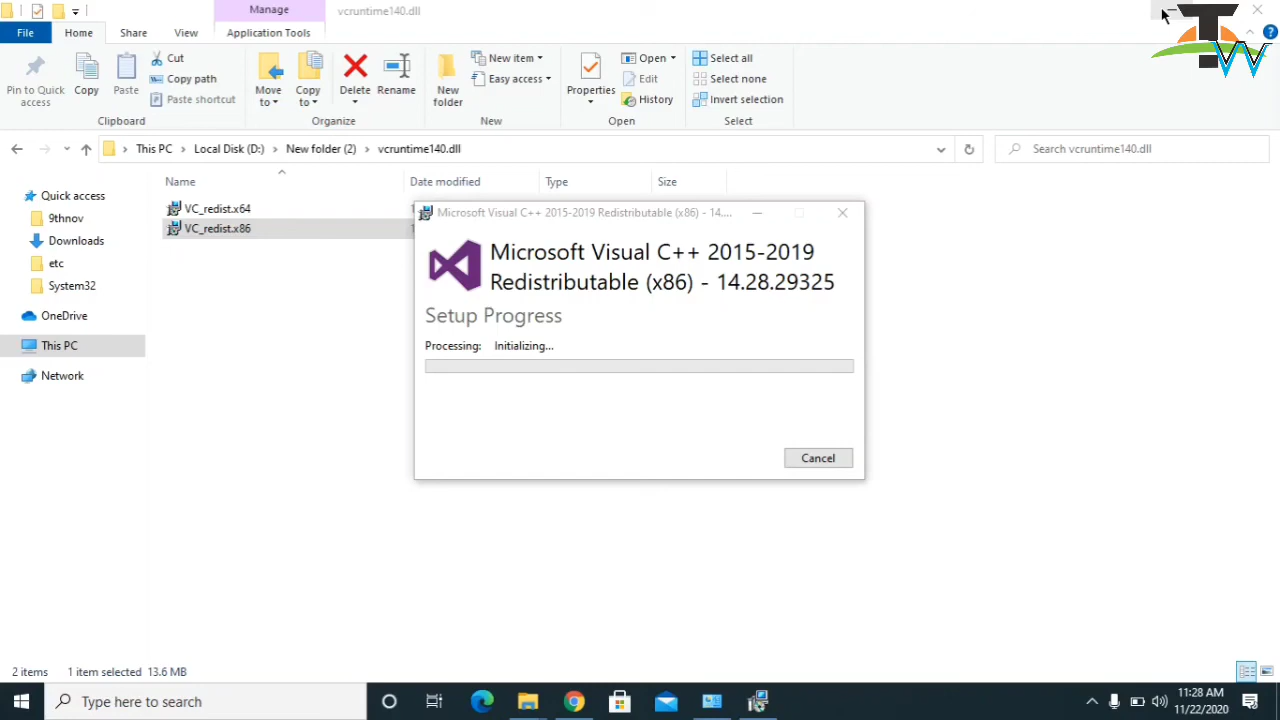 Manage
vcruntime140.dll
File
Home
Share
View
Application Tools
Pin to Quick access
Copy
Paste
Cut
Copy path
Paste shortcut
Clipboard
Move to
Copy to
Delete
Rename
Organize
New folder
New item
Easy access
New
Properties
Open
Edit
History
Open
Select all
Select none
Invert selection
Select
TW
This PC > Local Disk (D:) > New folder (2) > vcruntime140.dll
Search vcruntime140.dll
Name
Date modified
Type
Size
Quick access
9thnov
Downloads
etc
System32
OneDrive
This PC
Network
VC_redist.x64
VC_redist.x86
1
Microsoft Visual C++ 2015-2019 Redistributable (x86) - 14....
Microsoft Visual C++ 2015-2019
Redistributable (x86) - 14.28.29325
Setup Progress
Processing: Initializing...
Cancel
2 items 1 item selected 13.6 MB
Type here to search
11:28 AM
11/22/2020